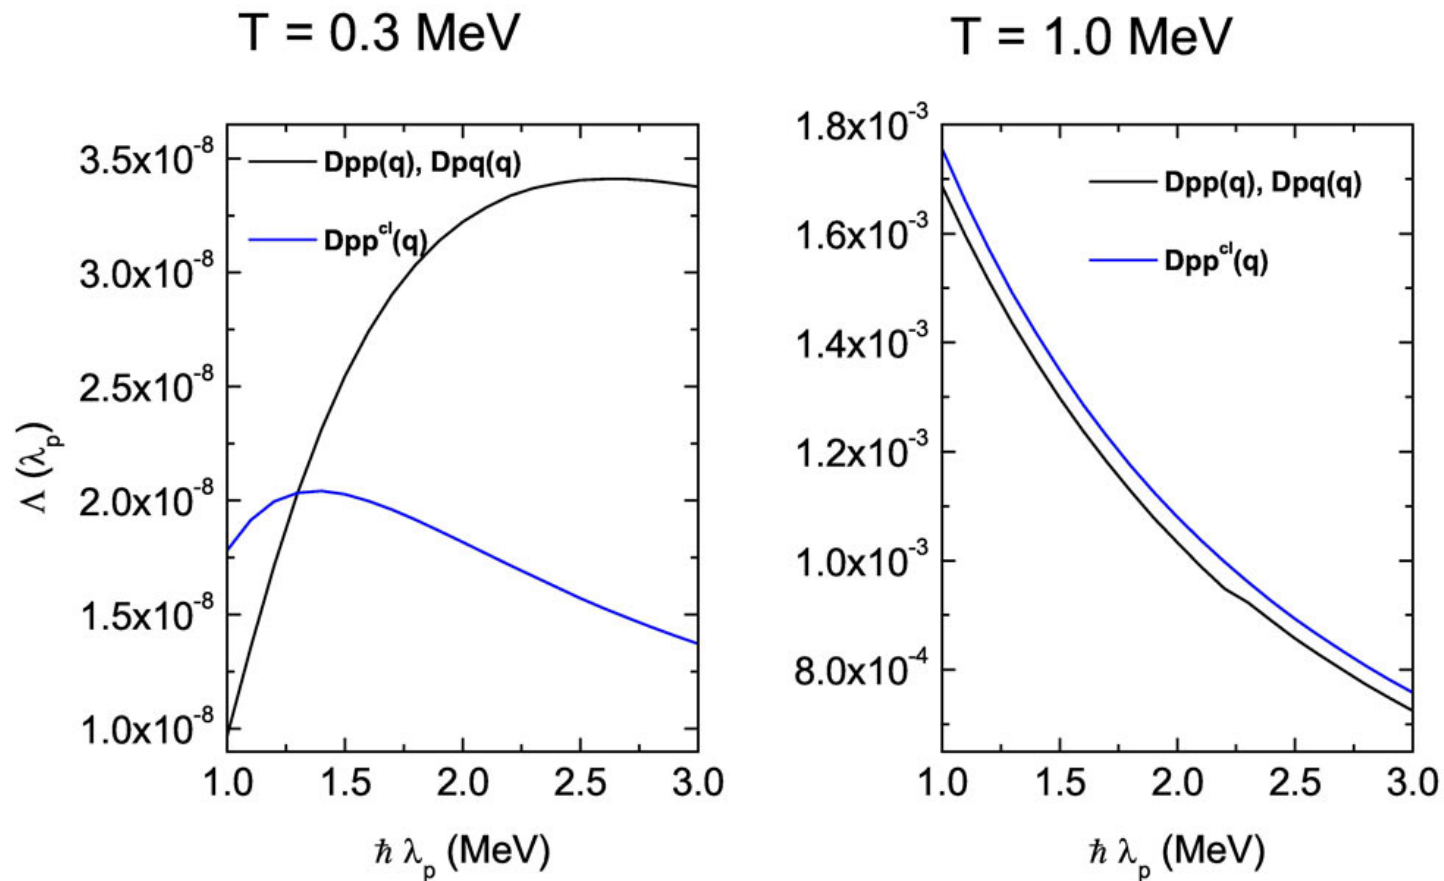 T = 0.3 MeV
3.5x10⁻⁸
3.0x10⁻⁸
2.5x10⁻⁸
2.0x10⁻⁸
1.5x10⁻⁸
1.0x10⁻⁸
Λ (λₚ)
Dpp(q), Dpq(q)
Dppᶜˡ(q)
1.0 1.5 2.0 2.5 3.0
ħ λₚ (MeV)
T = 1.0 MeV
1.8x10⁻³
1.6x10⁻³
1.4x10⁻³
1.2x10⁻³
1.0x10⁻³
8.0x10⁻⁴
Dpp(q), Dpq(q)
Dppᶜˡ(q)
1.0 1.5 2.0 2.5 3.0
ħ λₚ (MeV)